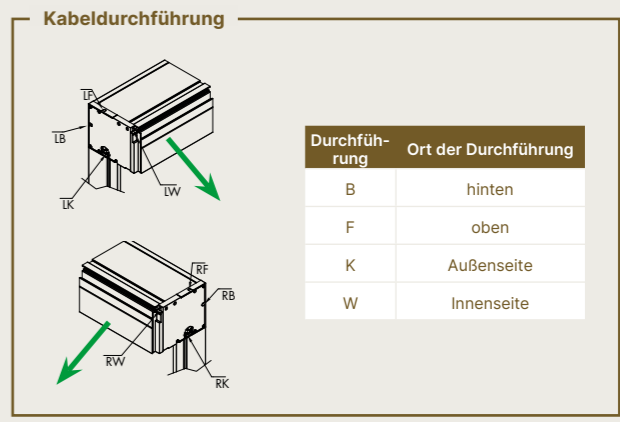 Kabeldurchführung
LF
LB
LK
LW
RF
RB
RW
RK
Durchfüh-
rung
Ort der Durchführung
B hinten
F oben
K Außenseite
W Innenseite